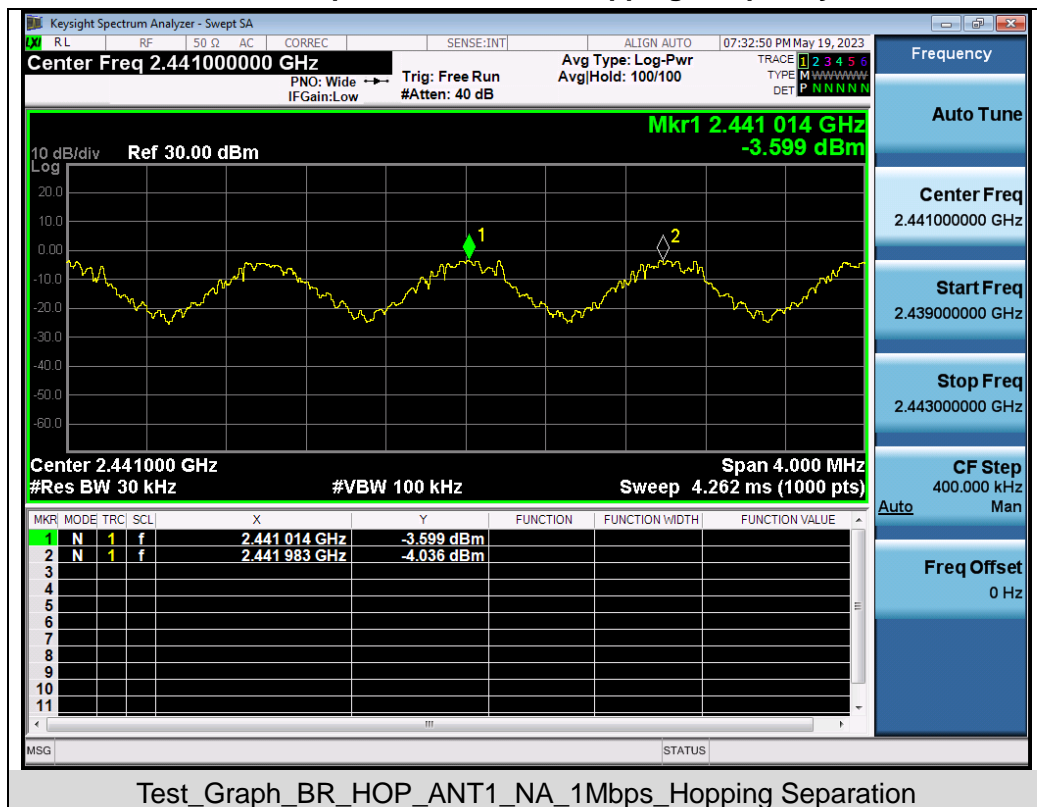 Keysight Spectrum Analyzer - Swept SA
LXI RL RF 50 Ω AC CORREC SENSE:INT ALIGN AUTO 07:32:50 PM May 19, 2023
Center Freq 2.441000000 GHz
PNO: Wide
IFGain:Low
Trig: Free Run
#Atten: 40 dB
Avg Type: Log-Pwr
Avg|Hold: 100/100
TRACE 1 2 3 4 5 6
TYPE M WWWWW
DET P N N N N N
Mkr1 2.441 014 GHz
-3.599 dBm
10 dB/div Ref 30.00 dBm
Log
20.0
10.0
0.00
-10.0
-20.0
-30.0
-40.0
-50.0
-60.0
1
2
Center 2.441000 GHz Span 4.000 MHz
#Res BW 30 kHz #VBW 100 kHz Sweep 4.262 ms (1000 pts)
MKR MODE TRC SCL X Y FUNCTION FUNCTION WIDTH FUNCTION VALUE
1 N 1 f 2.441 014 GHz -3.599 dBm
2 N 1 f 2.441 983 GHz -4.036 dBm
3
4
5
6
7
8
9
10
11
MSG STATUS
Frequency
Auto Tune
Center Freq
2.441000000 GHz
Start Freq
2.439000000 GHz
Stop Freq
2.443000000 GHz
CF Step
400.000 kHz
Auto Man
Freq Offset
0 Hz
Test_Graph_BR_HOP_ANT1_NA_1Mbps_Hopping Separation